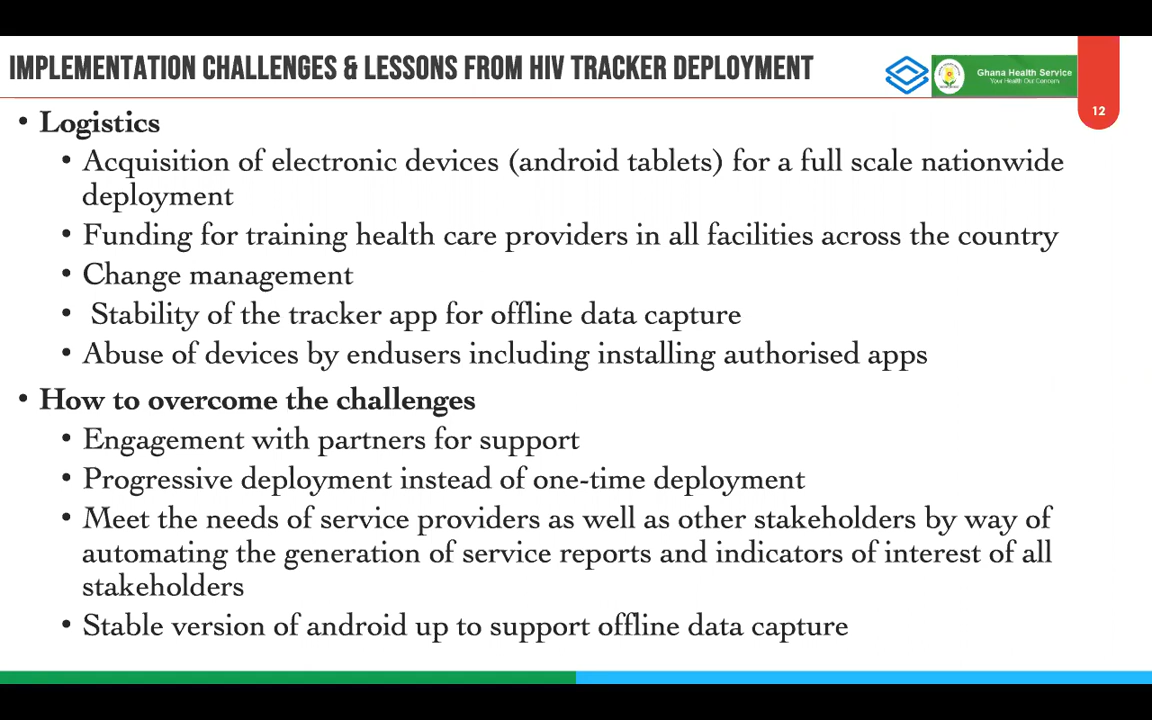 IMPLEMENTATION CHALLENGES & LESSONS FROM HIV TRACKER DEPLOYMENT
Ghana Health Service
Your Health Our Concern
12
• Logistics
• Acquisition of electronic devices (android tablets) for a full scale nationwide
deployment
• Funding for training health care providers in all facilities across the country
• Change management
• Stability of the tracker app for offline data capture
• Abuse of devices by endusers including installing authorised apps
• How to overcome the challenges
• Engagement with partners for support
• Progressive deployment instead of one-time deployment
• Meet the needs of service providers as well as other stakeholders by way of
automating the generation of service reports and indicators of interest of all
stakeholders
• Stable version of android up to support offline data capture